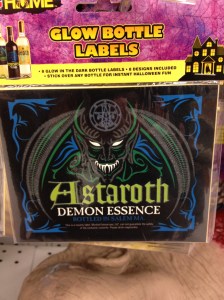 HOME
GLOW BOTTLE
LABELS
• 6 GLOW IN THE DARK BOTTLE LABELS • 6 DESIGNS INCLUDED
• STICK OVER ANY BOTTLE FOR INSTANT HALLOWEEN FUN
Astaroth
DEMON ESSENCE